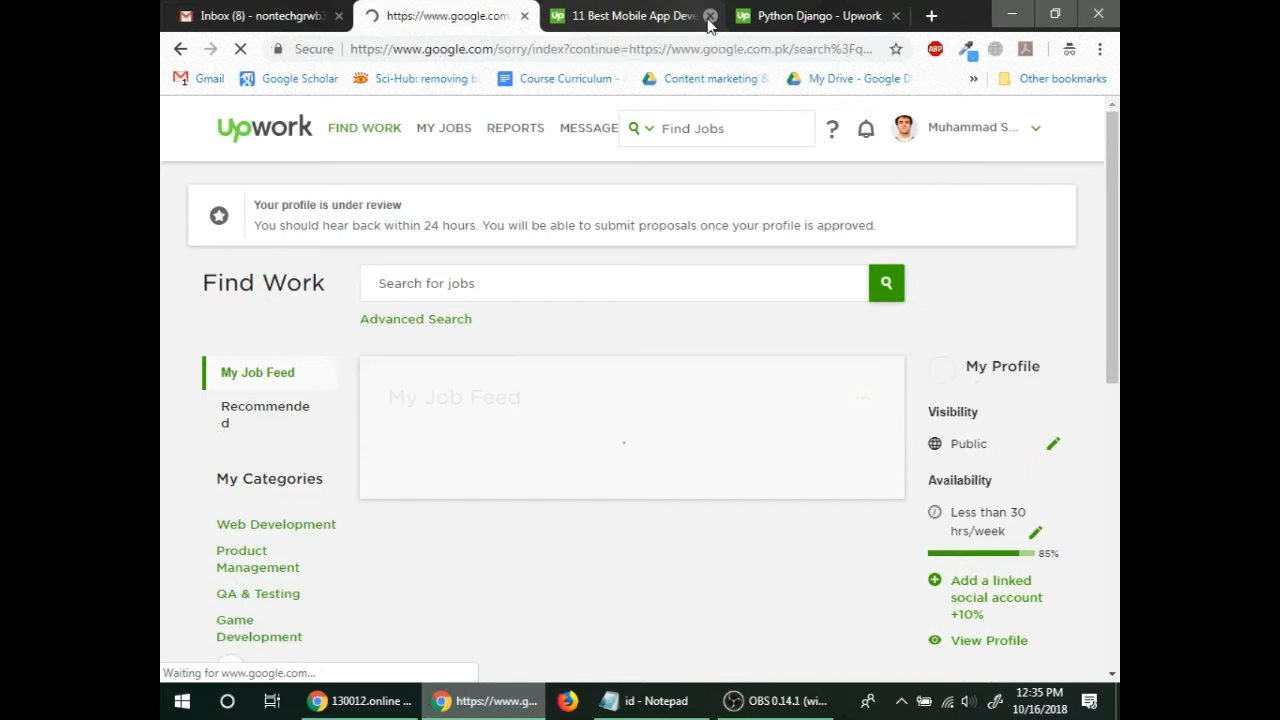 Inbox (8) - nontechgrwb3
https://www.google.com
11 Best Mobile App Deve
Python Django - Upwork
Secure
https://www.google.com/sorry/index?continue=https://www.google.com.pk/search%3Fq...
ABP
Gmail
Google Scholar
Sci-Hub: removing b
Course Curriculum -
Content marketing &
My Drive - Google D
»
Other bookmarks
Upwork
FIND WORK
MY JOBS
REPORTS
MESSAGE
Find Jobs
?
Muhammad S...
Your profile is under review
You should hear back within 24 hours. You will be able to submit proposals once your profile is approved.
Find Work
Search for jobs
Advanced Search
My Job Feed
Recommende
d
My Categories
Web Development
Product
Management
QA & Testing
Game
Development
My Job Feed
...
My Profile
Visibility
Public
Availability
Less than 30
hrs/week
85%
Add a linked
social account
+10%
View Profile
Waiting for www.google.com...
130012.online ...
https://www.g...
id - Notepad
OBS 0.14.1 (wi...
12:35 PM
10/16/2018